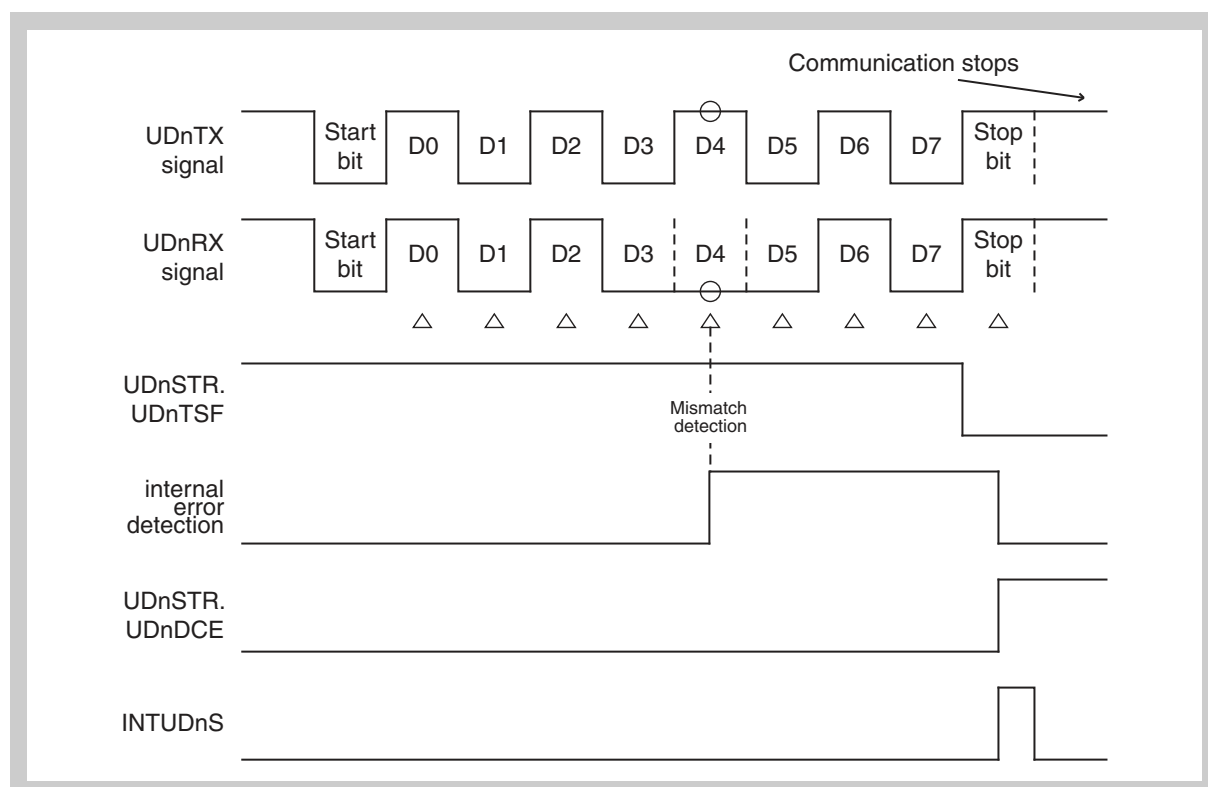 Communication stops
UDnTX
signal
Start
bit
D0
D1
D2
D3
D4
D5
D6
D7
Stop
bit
UDnRX
signal
Start
bit
D0
D1
D2
D3
D4
D5
D6
D7
Stop
bit
UDnSTR.
UDnTSF
Mismatch
detection
internal
error
detection
UDnSTR.
UDnDCE
INTUDnS